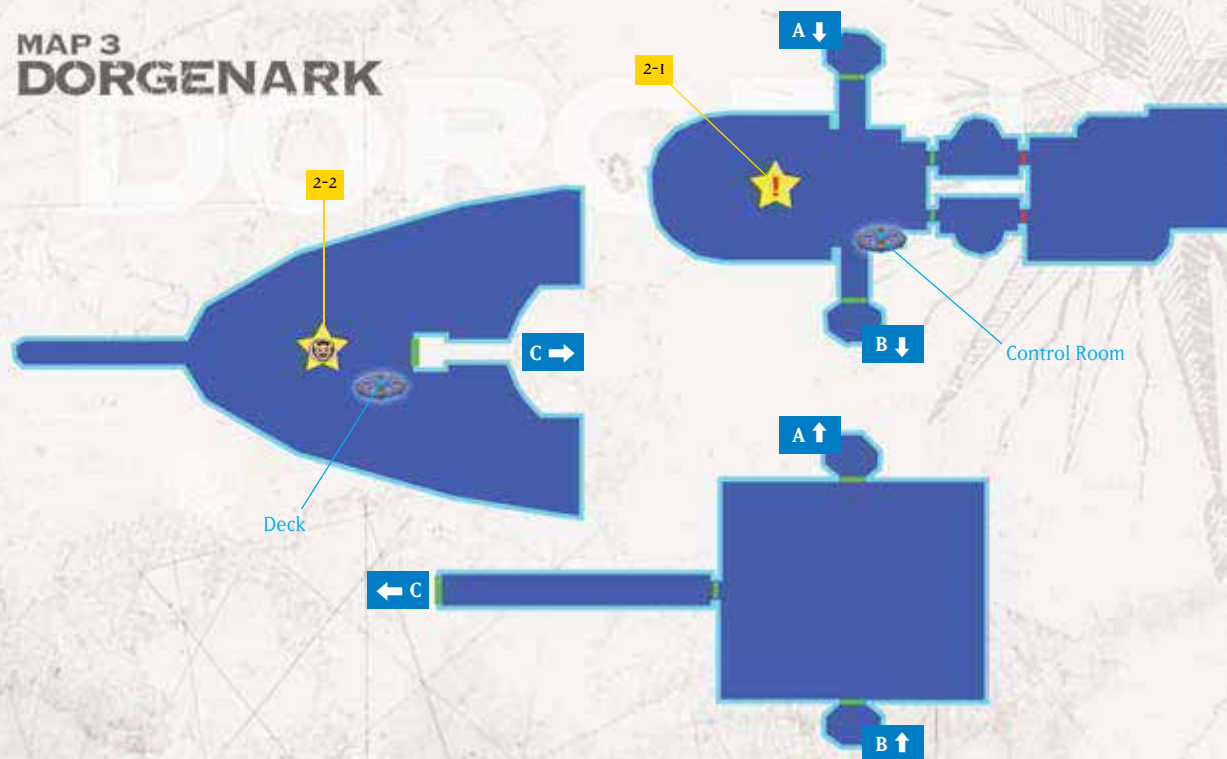 MAP 3
DORGENARK
A ⬇
2-1
2-2
!
C ➡
B ⬇
Control Room
A ⬆
Deck
⬅ C
B ⬆